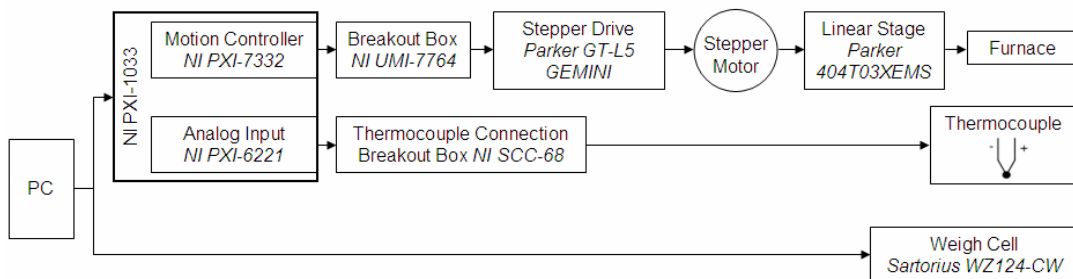 NI PXI-1033
Motion Controller
NI PXI-7332
Breakout Box
NI UMI-7764
Stepper Drive
Parker GT-L5
GEMINI
Stepper
Motor
Linear Stage
Parker
404T03XEMS
Furnace
Analog Input
NI PXI-6221
Thermocouple Connection
Breakout Box NI SCC-68
Thermocouple
- +
PC
Weigh Cell
Sartorius WZ124-CW